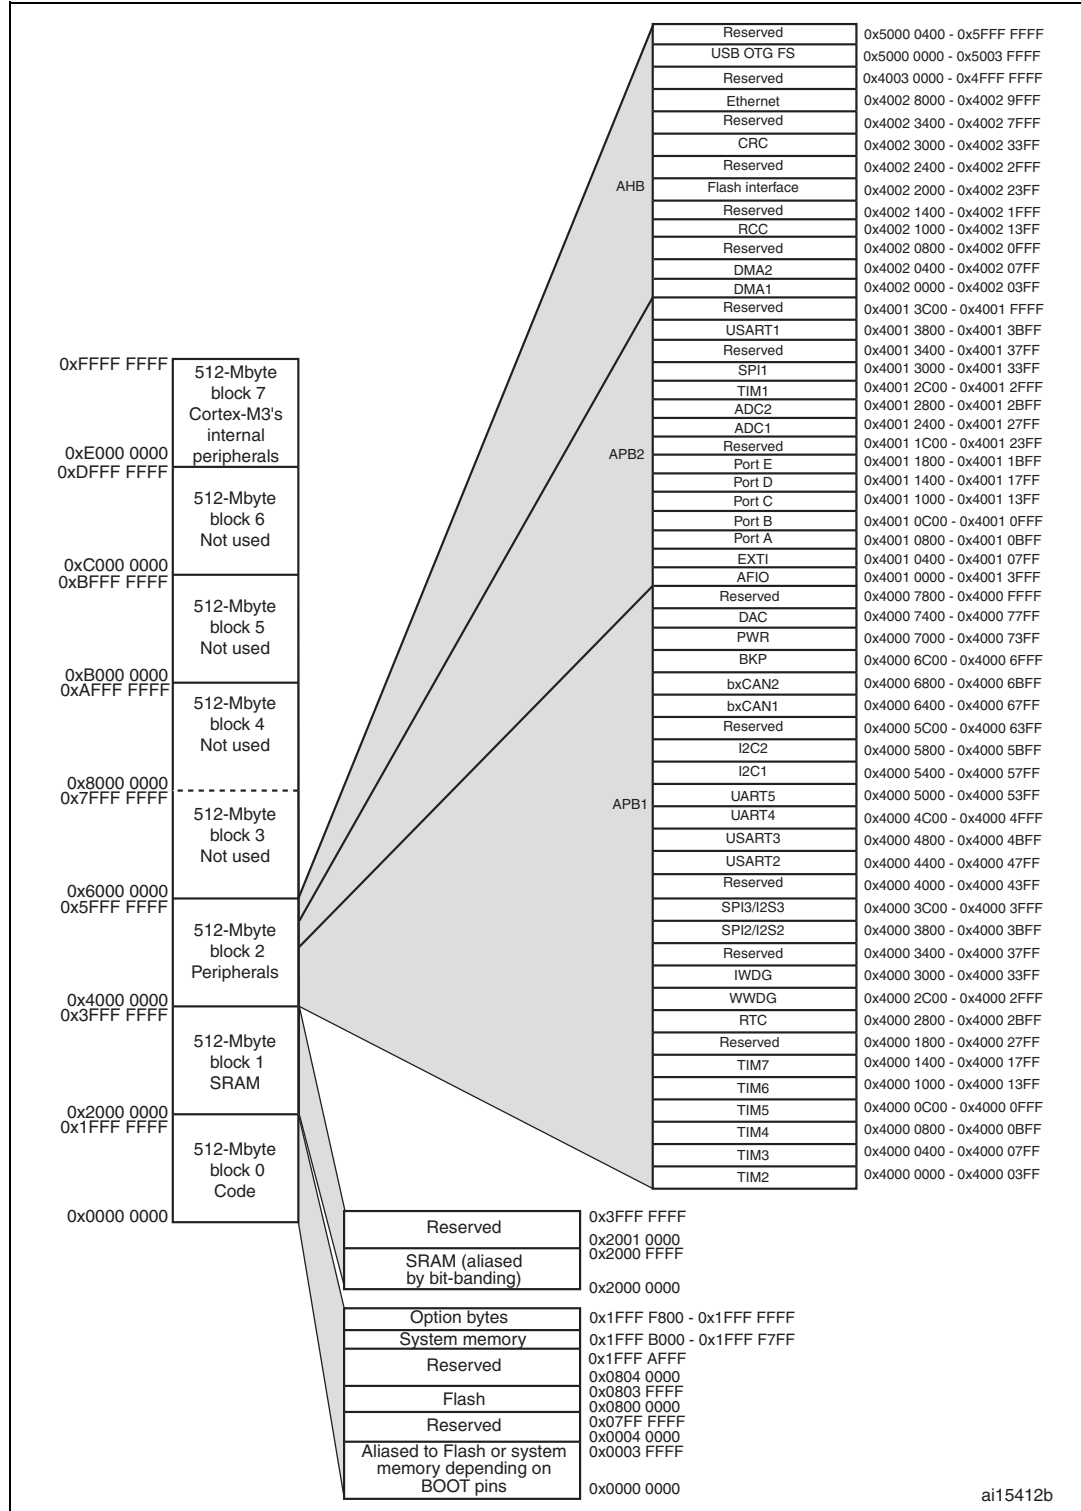 Reserved 0x5000 0400 - 0x5FFF FFFF
USB OTG FS 0x5000 0000 - 0x5003 FFFF
Reserved 0x4003 0000 - 0x4FFF FFFF
Ethernet 0x4002 8000 - 0x4002 9FFF
Reserved 0x4002 3400 - 0x4002 7FFF
CRC 0x4002 3000 - 0x4002 33FF
Reserved 0x4002 2400 - 0x4002 2FFF
AHB
Flash interface 0x4002 2000 - 0x4002 23FF
Reserved 0x4002 1400 - 0x4002 1FFF
RCC 0x4002 1000 - 0x4002 13FF
Reserved 0x4002 0800 - 0x4002 0FFF
DMA2 0x4002 0400 - 0x4002 07FF
DMA1 0x4002 0000 - 0x4002 03FF
Reserved 0x4001 3C00 - 0x4001 FFFF
USART1 0x4001 3800 - 0x4001 3BFF
Reserved 0x4001 3400 - 0x4001 37FF
SPI1 0x4001 3000 - 0x4001 33FF
TIM1 0x4001 2C00 - 0x4001 2FFF
ADC2 0x4001 2800 - 0x4001 2BFF
ADC1 0x4001 2400 - 0x4001 27FF
Reserved 0x4001 1C00 - 0x4001 23FF
APB2
Port E 0x4001 1800 - 0x4001 1BFF
Port D 0x4001 1400 - 0x4001 17FF
Port C 0x4001 1000 - 0x4001 13FF
Port B 0x4001 0C00 - 0x4001 0FFF
Port A 0x4001 0800 - 0x4001 0BFF
EXTI 0x4001 0400 - 0x4001 07FF
AFIO 0x4001 0000 - 0x4001 3FFF
Reserved 0x4000 7800 - 0x4000 FFFF
DAC 0x4000 7400 - 0x4000 77FF
PWR 0x4000 7000 - 0x4000 73FF
BKP 0x4000 6C00 - 0x4000 6FFF
bxCAN2 0x4000 6800 - 0x4000 6BFF
bxCAN1 0x4000 6400 - 0x4000 67FF
Reserved 0x4000 5C00 - 0x4000 63FF
I2C2 0x4000 5800 - 0x4000 5BFF
I2C1 0x4000 5400 - 0x4000 57FF
UART5 0x4000 5000 - 0x4000 53FF
APB1
UART4 0x4000 4C00 - 0x4000 4FFF
USART3 0x4000 4800 - 0x4000 4BFF
USART2 0x4000 4400 - 0x4000 47FF
Reserved 0x4000 4000 - 0x4000 43FF
SPI3/I2S3 0x4000 3C00 - 0x4000 3FFF
SPI2/I2S2 0x4000 3800 - 0x4000 3BFF
Reserved 0x4000 3400 - 0x4000 37FF
IWDG 0x4000 3000 - 0x4000 33FF
WWDG 0x4000 2C00 - 0x4000 2FFF
RTC 0x4000 2800 - 0x4000 2BFF
Reserved 0x4000 1800 - 0x4000 27FF
TIM7 0x4000 1400 - 0x4000 17FF
TIM6 0x4000 1000 - 0x4000 13FF
TIM5 0x4000 0C00 - 0x4000 0FFF
TIM4 0x4000 0800 - 0x4000 0BFF
TIM3 0x4000 0400 - 0x4000 07FF
TIM2 0x4000 0000 - 0x4000 03FF
0xFFFF FFFF
512-Mbyte
block 7
Cortex-M3's
internal
peripherals
0xE000 0000
0xDFFF FFFF
512-Mbyte
block 6
Not used
0xC000 0000
0xBFFF FFFF
512-Mbyte
block 5
Not used
0xB000 0000
0xAFFF FFFF
512-Mbyte
block 4
Not used
0x8000 0000
0x7FFF FFFF
512-Mbyte
block 3
Not used
0x6000 0000
0x5FFF FFFF
512-Mbyte
block 2
Peripherals
0x4000 0000
0x3FFF FFFF
512-Mbyte
block 1
SRAM
0x2000 0000
0x1FFF FFFF
512-Mbyte
block 0
Code
0x0000 0000
0x3FFF FFFF
Reserved
0x2001 0000
0x2000 FFFF
SRAM (aliased
by bit-banding)
0x2000 0000
Option bytes 0x1FFF F800 - 0x1FFF FFFF
System memory 0x1FFF B000 - 0x1FFF F7FF
0x1FFF AFFF
Reserved
0x0804 0000
0x0803 FFFF
Flash
0x0800 0000
0x07FF FFFF
Reserved
0x0004 0000
0x0003 FFFF
Aliased to Flash or system
memory depending on
BOOT pins
0x0000 0000
ai15412b